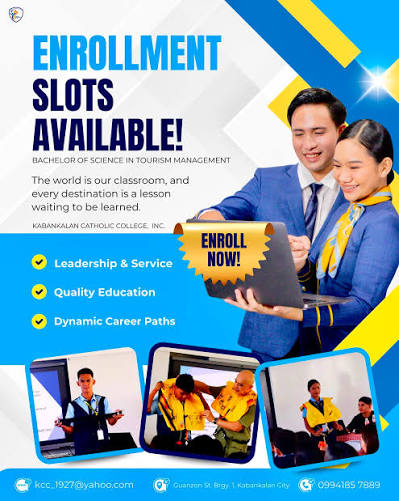 ENROLLMENT
SLOTS
AVAILABLE!
BACHELOR OF SCIENCE IN TOURISM MANAGEMENT
The world is our classroom, and
every destination is a lesson
waiting to be learned.
KABANKALAN CATHOLIC COLLEGE, INC.
ENROLL
NOW!
Leadership & Service
Quality Education
Dynamic Career Paths
kcc_1927@yahoo.com
Guanzon St. Brgy. 1, Kabankalan City
0994185 7889